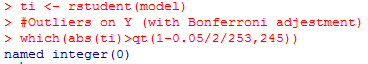 > ti <- rstudent(model)
> #Outliers on Y (with Bonferroni adjestment)
> which(abs(ti)>qt(1-0.05/2/253,245))
named integer(0)